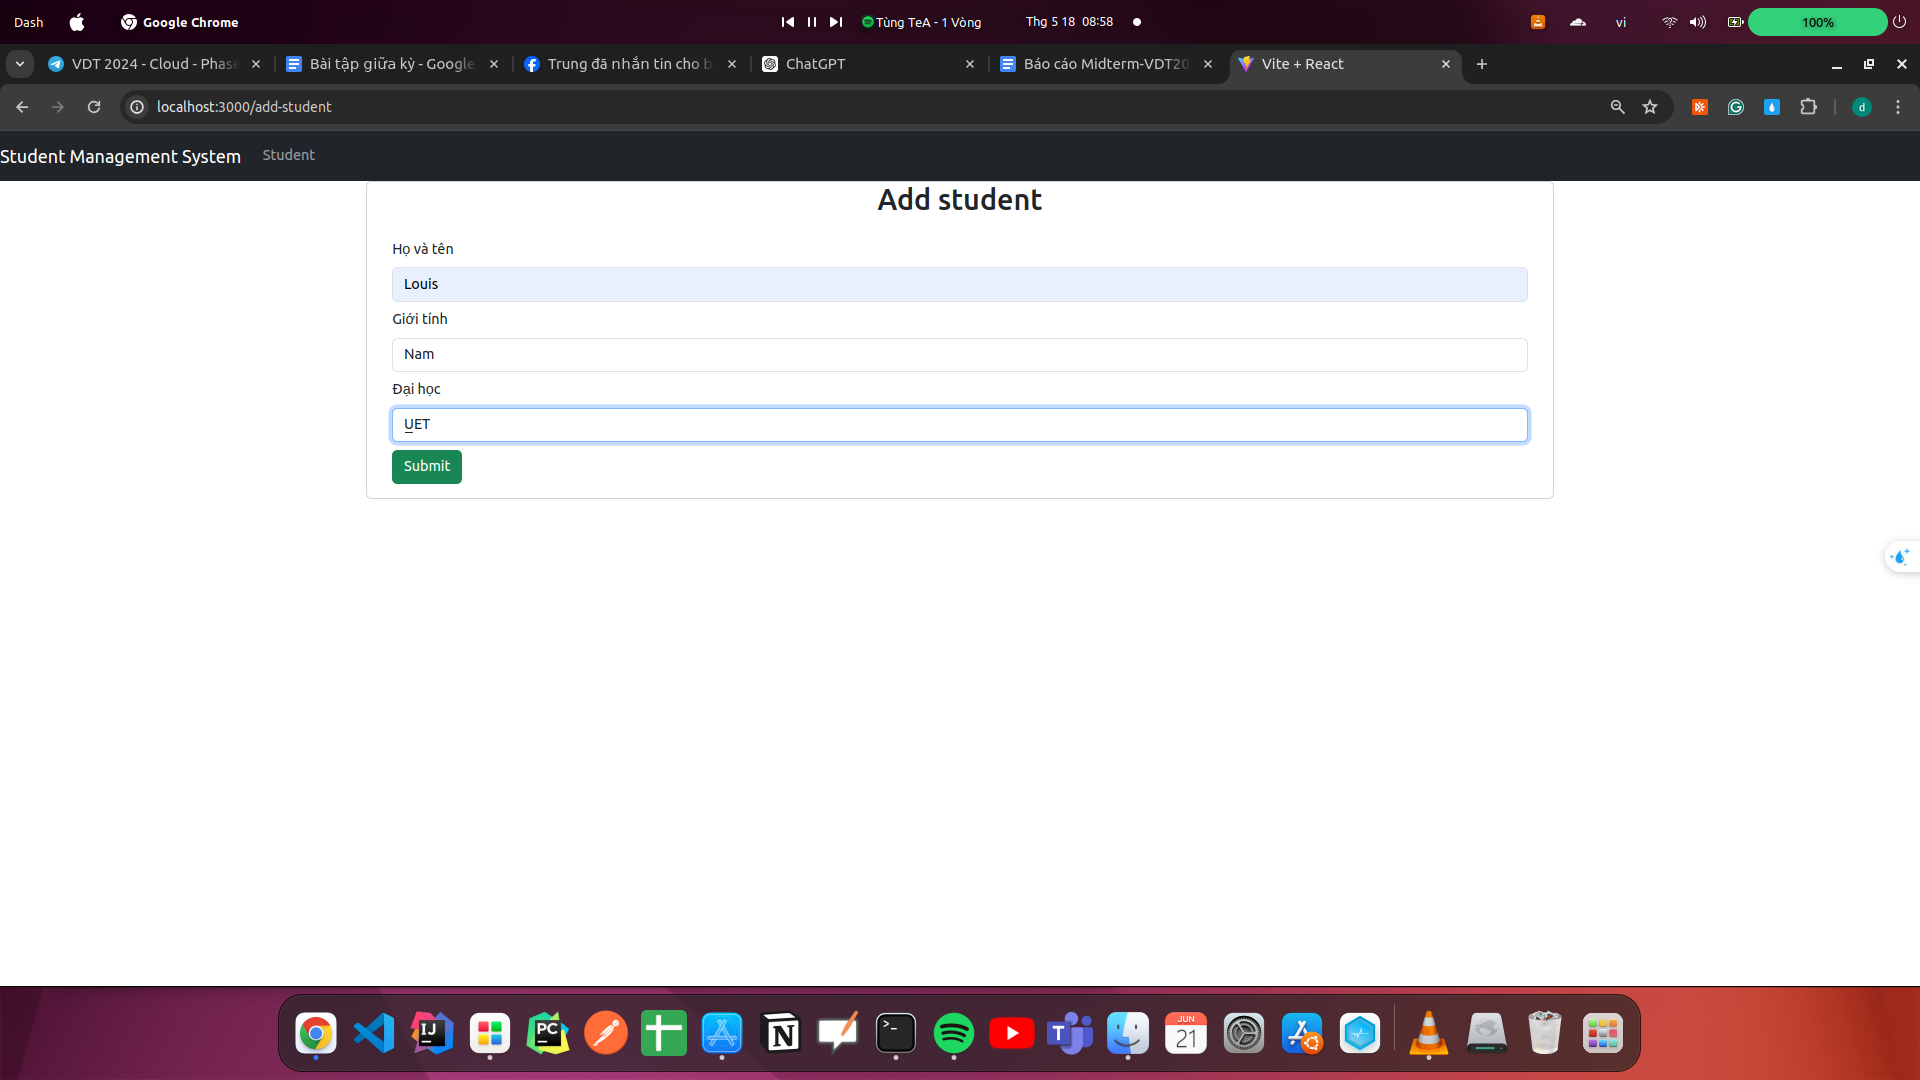 Dash
Google Chrome
Tùng TeA - 1 Vòng
Thg 5 18 08:58
vi
100%
VDT 2024 - Cloud - Phase
Bài tập giữa kỳ - Google
Trung đã nhắn tin cho b
ChatGPT
Báo cáo Midterm-VDT20
Vite + React
localhost:3000/add-student
d
Student Management System
Student
Add student
Họ và tên
Louis
Giới tính
Nam
Đại học
UET
Submit
IJ
PC
N
T
JUN
21